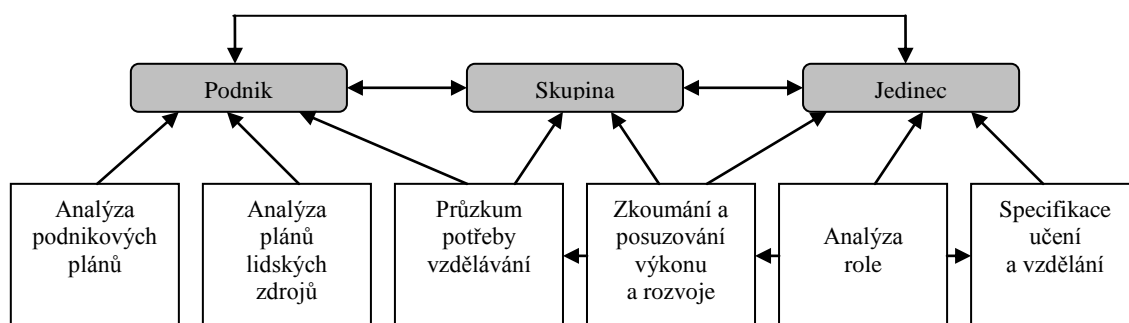 Podnik
Skupina
Jedinec
Analýza
podnikových
plánů
Analýza
plánů
lidských
zdrojů
Průzkum
potřeby
vzdělávání
Zkoumání a
posuzování
výkonu
a rozvoje
Analýza
role
Specifikace
učení
a vzdělání